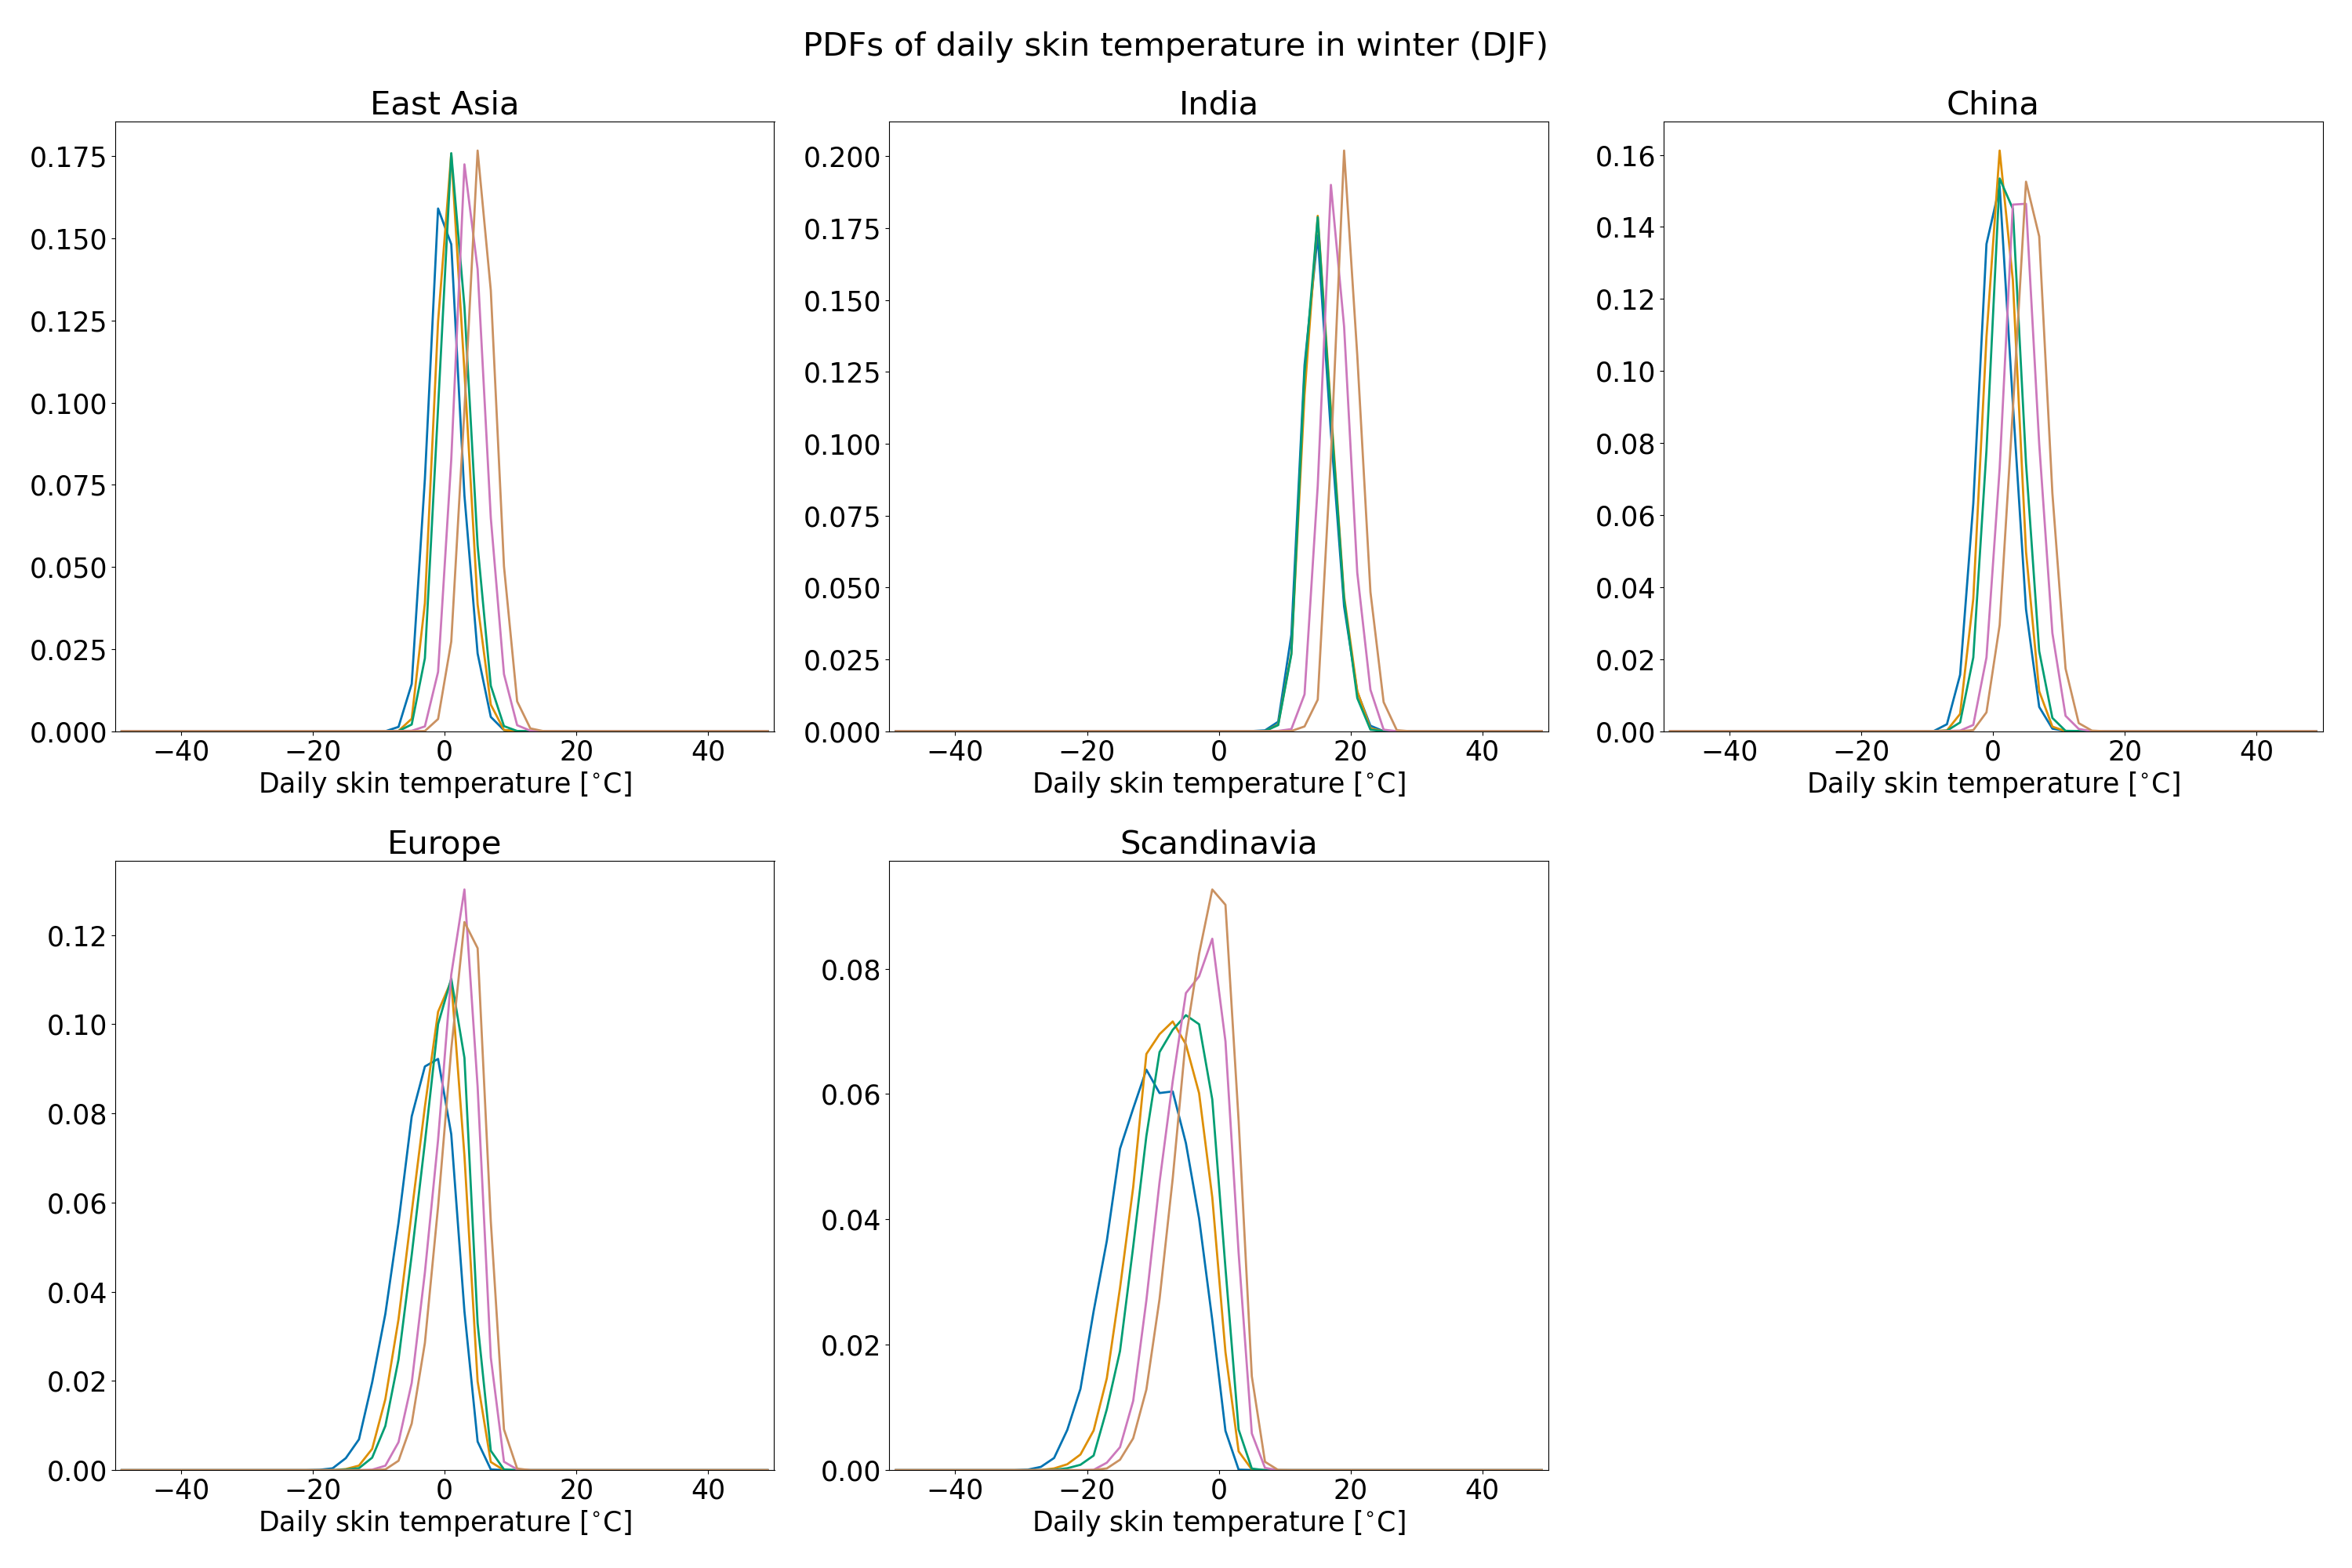 PDFs of daily skin temperature in winter (DJF)
East Asia
0.175
0.150
0.125
0.100
0.075
0.050
0.025
0.000
−40 −20 0 20 40
Daily skin temperature [°C]
India
0.200
0.175
0.150
0.125
0.100
0.075
0.050
0.025
0.000
−40 −20 0 20 40
Daily skin temperature [°C]
China
0.16
0.14
0.12
0.10
0.08
0.06
0.04
0.02
0.00
−40 −20 0 20 40
Daily skin temperature [°C]
Europe
0.12
0.10
0.08
0.06
0.04
0.02
0.00
−40 −20 0 20 40
Daily skin temperature [°C]
Scandinavia
0.08
0.06
0.04
0.02
0.00
−40 −20 0 20 40
Daily skin temperature [°C]